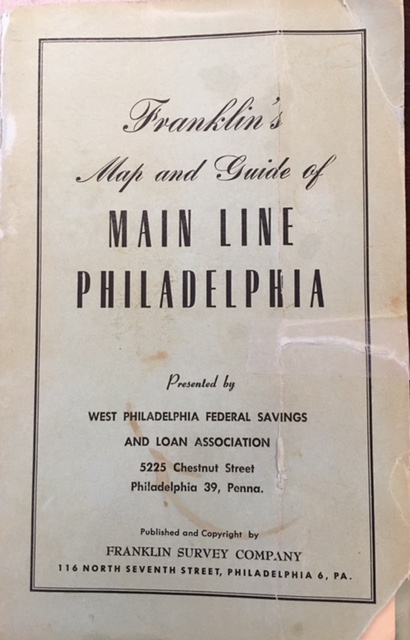 Franklin's
Map and Guide of
MAIN LINE
PHILADELPHIA
Presented by
WEST PHILADELPHIA FEDERAL SAVINGS
AND LOAN ASSOCIATION
5225 Chestnut Street
Philadelphia 39, Penna.
Published and Copyright by
FRANKLIN SURVEY COMPANY
116 NORTH SEVENTH STREET, PHILADELPHIA 6, PA.